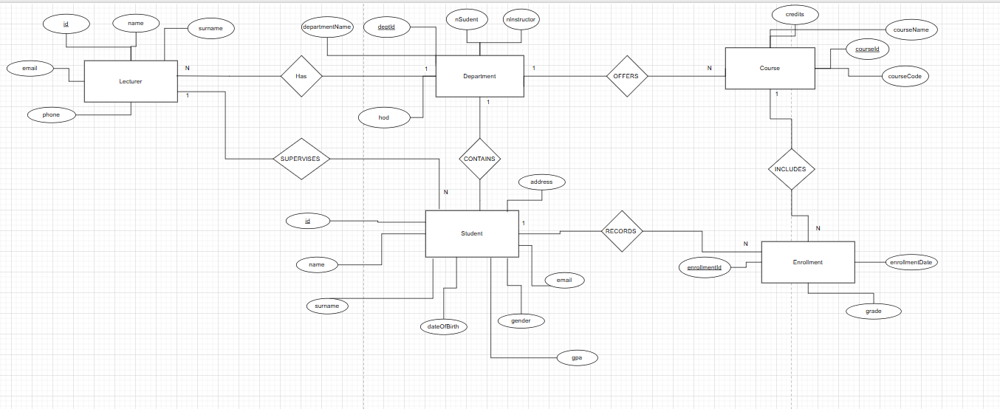 credits
id
name
surname
departmentName
deptId
nSudent
nInstructor
courseName
courseId
email
N
Lecturer
Has
1
Department
1
OFFERS
N
Course
courseCode
1
1
1
phone
hod
SUPERVISES
CONTAINS
INCLUDES
address
N
id
1
Student
RECORDS
N
N
name
enrollmentId
Enrollment
enrollmentDate
email
surname
dateOfBirth
gender
grade
gpa